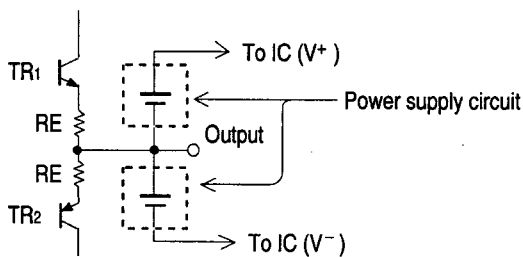 To IC (V⁺)
TR₁
Power supply circuit
RE
Output
RE
TR₂
To IC (V⁻)